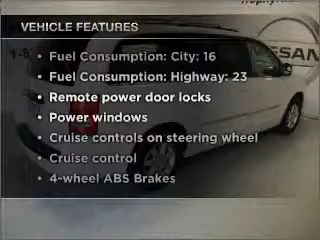 VEHICLE FEATURES
• Fuel Consumption: City: 16
• Fuel Consumption: Highway: 23
• Remote power door locks
• Power windows
• Cruise controls on steering wheel
• Cruise control
• 4-wheel ABS Brakes